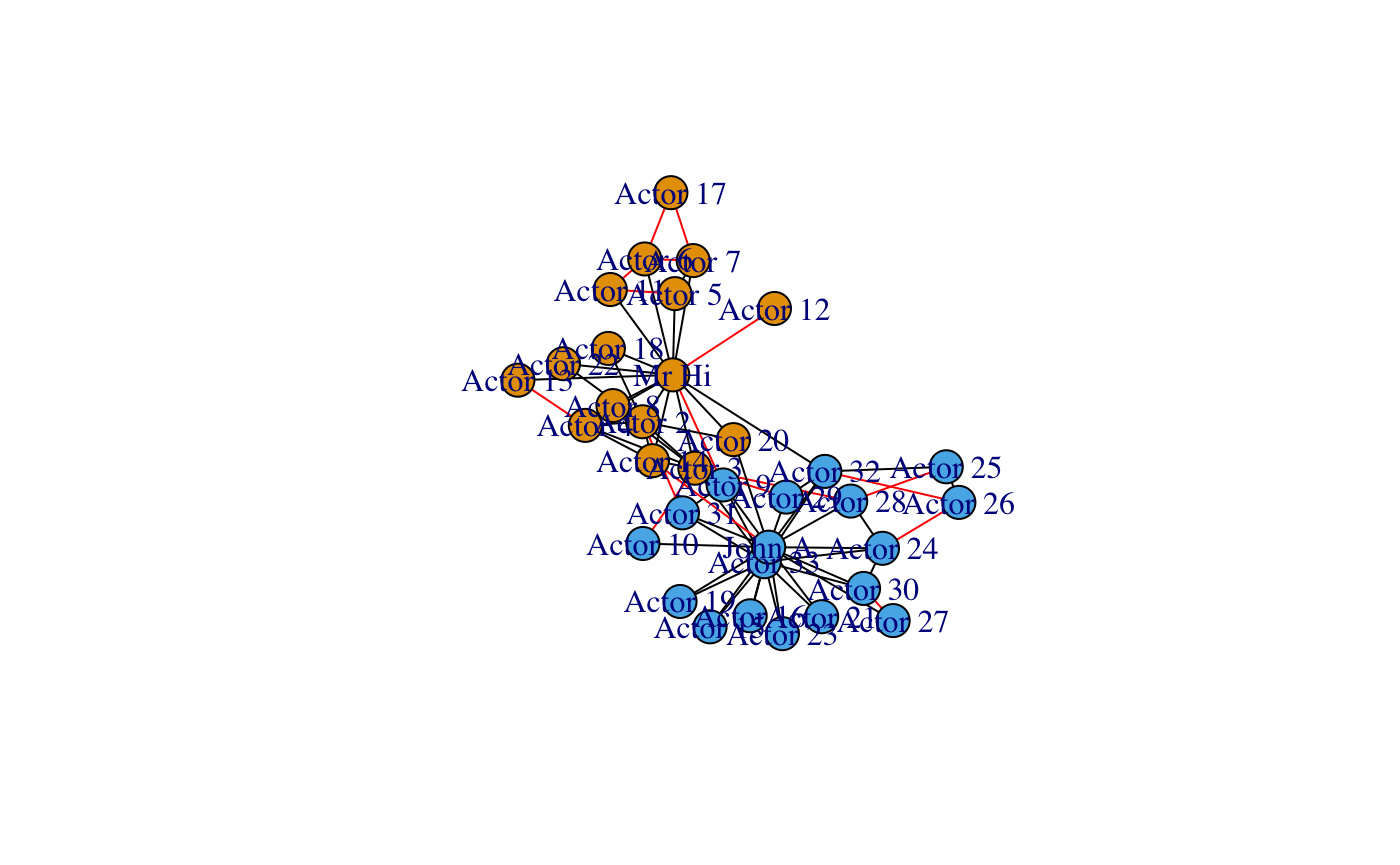 Actor 17
Actor 6
Actor 7
Actor 11
Actor 5
Actor 12
Actor 18
Actor 22
Mr Hi
Actor 13
Actor 8
Actor 2
Actor 4
Actor 20
Actor 14
Actor 3
Actor 32
Actor 25
Actor 9
Actor 29
Actor 28
Actor 26
Actor 31
Actor 10
John A
Actor 24
Actor 33
Actor 30
Actor 19
Actor 16
Actor 21
Actor 27
Actor 15
Actor 23